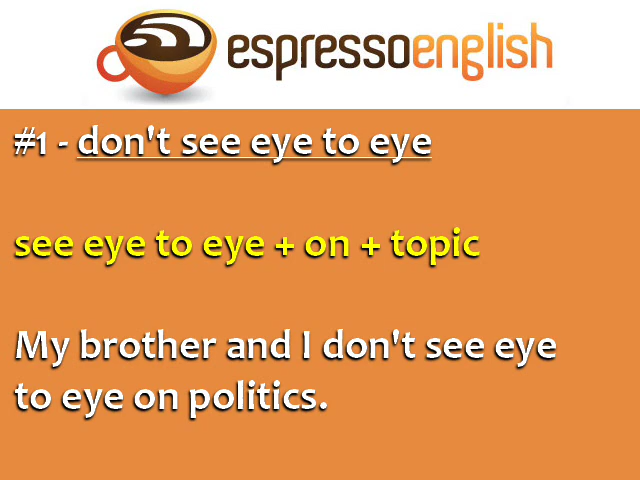 espressoenglish
#1 - don't see eye to eye
see eye to eye + on + topic
My brother and I don't see eye
to eye on politics.